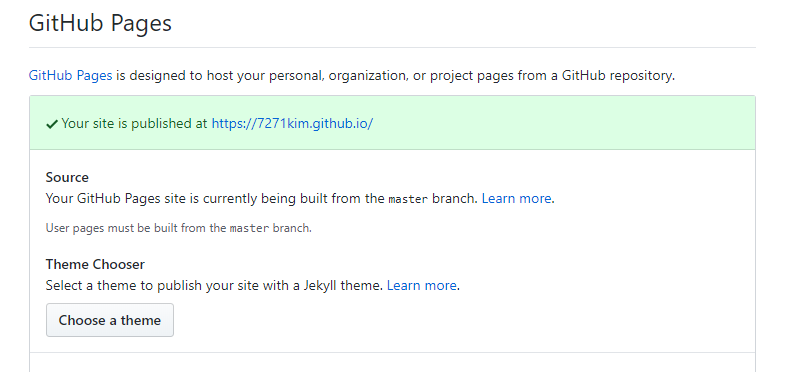 GitHub Pages
GitHub Pages is designed to host your personal, organization, or project pages from a GitHub repository.
✓ Your site is published at https://7271kim.github.io/
Source
Your GitHub Pages site is currently being built from the master branch. Learn more.
User pages must be built from the master branch.
Theme Chooser
Select a theme to publish your site with a Jekyll theme. Learn more.
Choose a theme